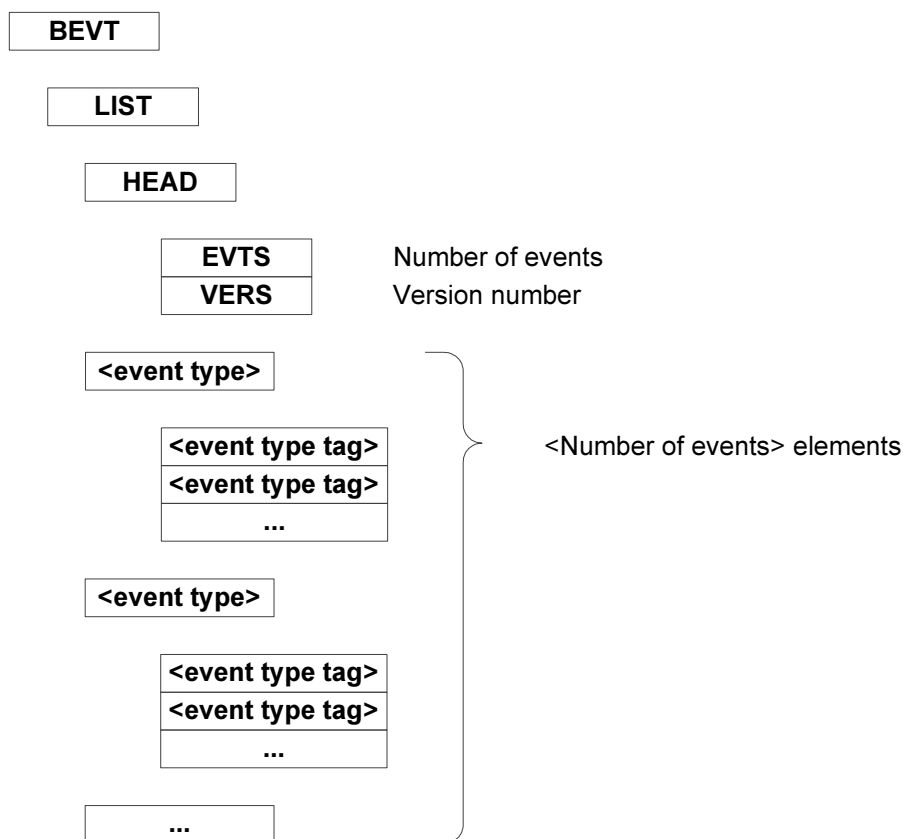 BEVT
LIST
HEAD
EVTS Number of events
VERS Version number
<event type>
<event type tag> <Number of events> elements
<event type tag>
...
<event type>
<event type tag>
<event type tag>
...
...